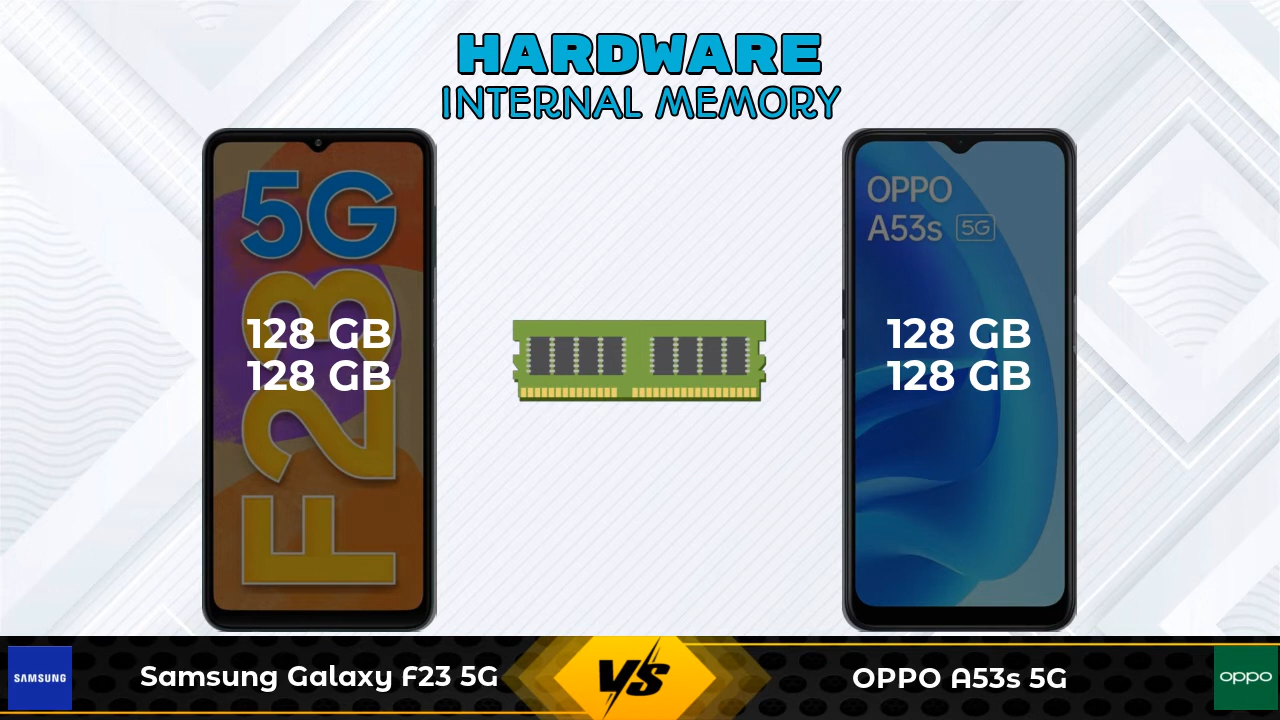 HARDWARE
INTERNAL MEMORY
5G
F23
128 GB
128 GB
OPPO
A53s 5G
128 GB
128 GB
SAMSUNG
Samsung Galaxy F23 5G
VS
OPPO A53s 5G
oppo